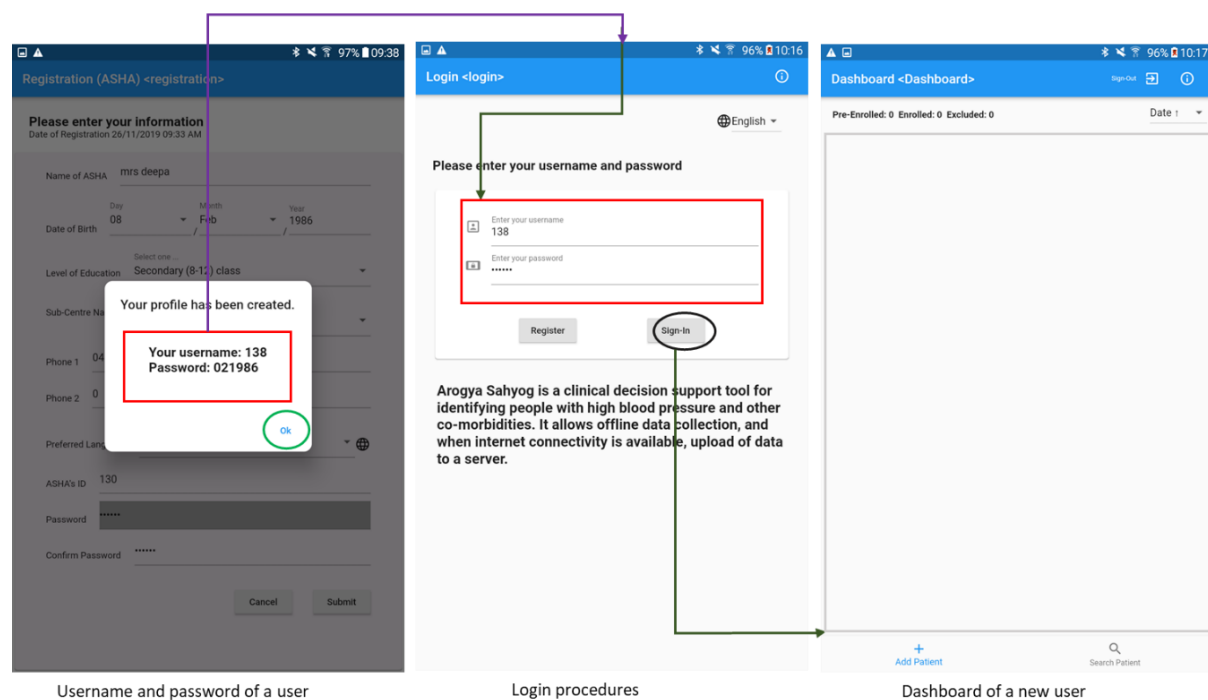 97% 09:38
Registration (ASHA) <registration>
Please enter your information
Date of Registration 26/11/2019 09:33 AM
Name of ASHA mrs deepa
Day Month Year
Date of Birth 08 / Feb / 1986
Select one ...
Level of Education Secondary (8-12) class
Sub-Centre Na
Your profile has been created.
Your username: 138
Password: 021986
Ok
Phone 1 04
Phone 2 0
Preferred Lang
ASHA's ID 130
Password ••••••
Confirm Password ••••••
Cancel Submit
Username and password of a user
96% 10:16
Login <login>
English
Please enter your username and password
Enter your username
138
Enter your password
••••••
Register Sign-In
Arogya Sahyog is a clinical decision support tool for
identifying people with high blood pressure and other
co-morbidities. It allows offline data collection, and
when internet connectivity is available, upload of data
to a server.
Login procedures
96% 10:17
Dashboard <Dashboard> Sign-Out
Pre-Enrolled: 0 Enrolled: 0 Excluded: 0 Date ↑
Add Patient Search Patient
Dashboard of a new user